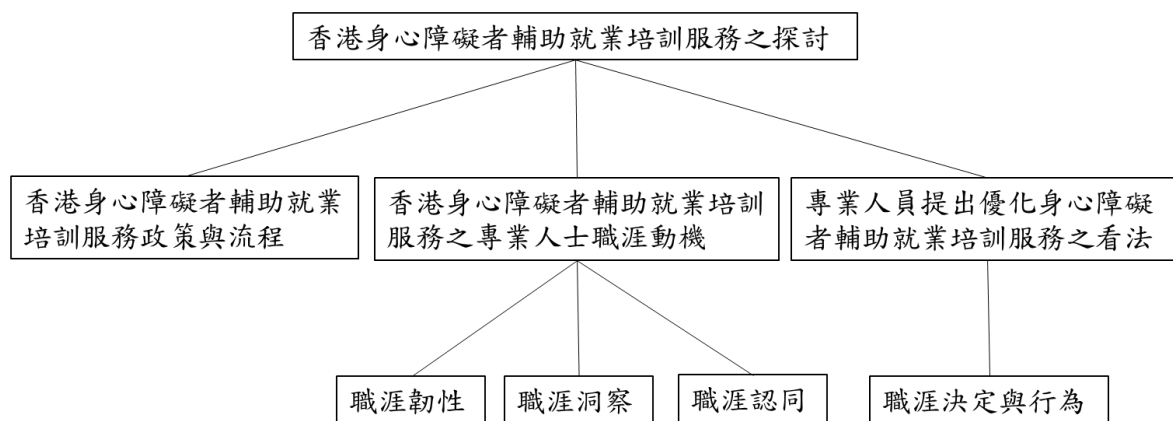 香港身心障礙者輔助就業培訓服務之探討
香港身心障礙者輔助就業
培訓服務政策與流程
香港身心障礙者輔助就業培訓
服務之專業人士職涯動機
專業人員提出優化身心障礙
者輔助就業培訓服務之看法
職涯韌性
職涯洞察
職涯認同
職涯決定與行為